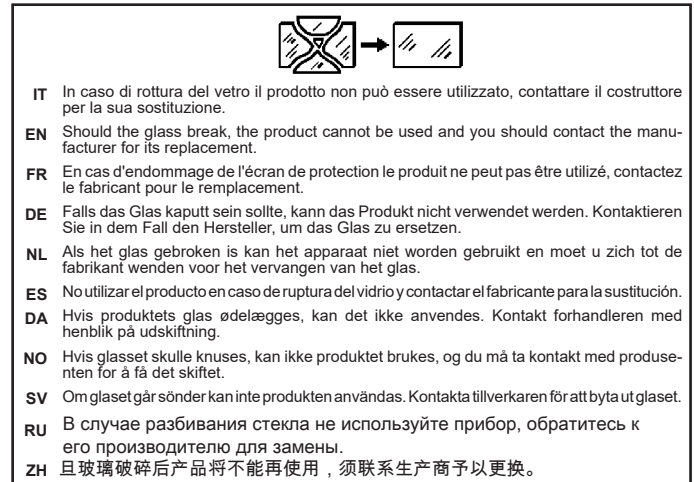 IT In caso di rottura del vetro il prodotto non può essere utilizzato, contattare il costruttore
per la sua sostituzione.
EN Should the glass break, the product cannot be used and you should contact the manu-
facturer for its replacement.
FR En cas d'endommage de l'écran de protection le produit ne peut pas être utilizé, contactez
le fabricant pour le remplacement.
DE Falls das Glas kaputt sein sollte, kann das Produkt nicht verwendet werden. Kontaktieren
Sie in dem Fall den Hersteller, um das Glas zu ersetzen.
NL Als het glas gebroken is kan het apparaat niet worden gebruikt en moet u zich tot de
fabrikant wenden voor het vervangen van het glas.
ES No utilizar el producto en caso de ruptura del vidrio y contactar el fabricante para la sustitución.
DA Hvis produktets glas ødelægges, kan det ikke anvendes. Kontakt forhandleren med
henblik på udskiftning.
NO Hvis glasset skulle knuses, kan ikke produktet brukes, og du må ta kontakt med produse-
nten for å få det skiftet.
SV Om glaset går sönder kan inte produkten användas. Kontakta tillverkaren för att byta ut glaset.
RU В случае разбивания стекла не используйте прибор, обратитесь к
его производителю для замены.
ZH 旦玻璃破碎后产品将不能再使用，须联系生产商予以更换。